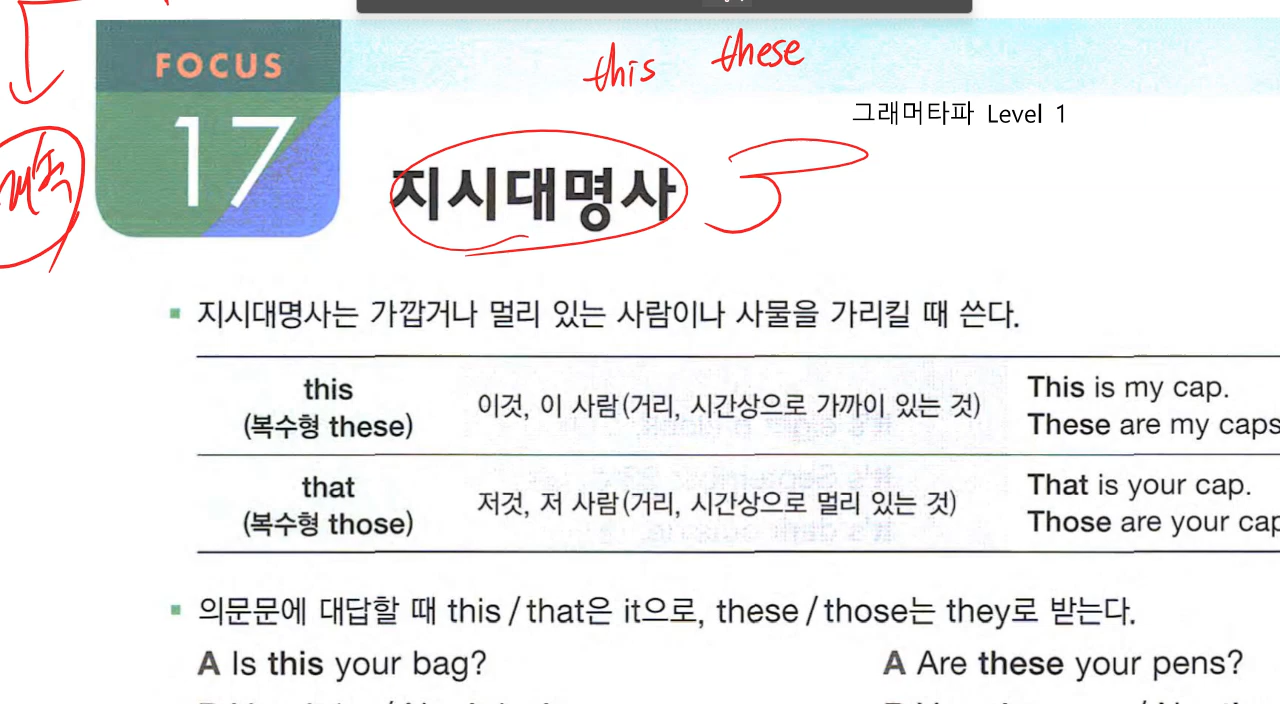 this these
FOCUS
17
그래머타파 Level 1
지시대명사
지시대명사는 가깝거나 멀리 있는 사람이나 사물을 가리킬 때 쓴다.
this
(복수형 these)
이것, 이 사람(거리, 시간상으로 가까이 있는 것)
This is my cap.
These are my caps
that
(복수형 those)
저것, 저 사람(거리, 시간상으로 멀리 있는 것)
That is your cap.
Those are your cap
의문문에 대답할 때 this / that은 it으로, these / those는 they로 받는다.
A Is this your bag?
A Are these your pens?